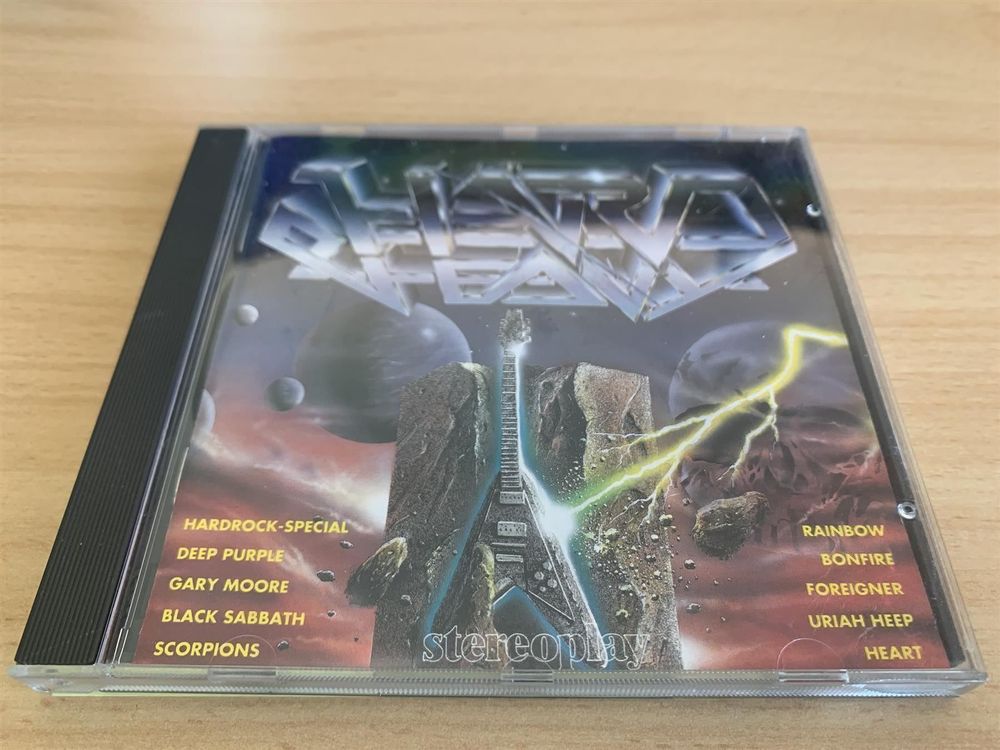 HARD
HEAVY
HARDROCK-SPECIAL
DEEP PURPLE
GARY MOORE
BLACK SABBATH
SCORPIONS
RAINBOW
BONFIRE
FOREIGNER
URIAH HEEP
HEART
stereoplay